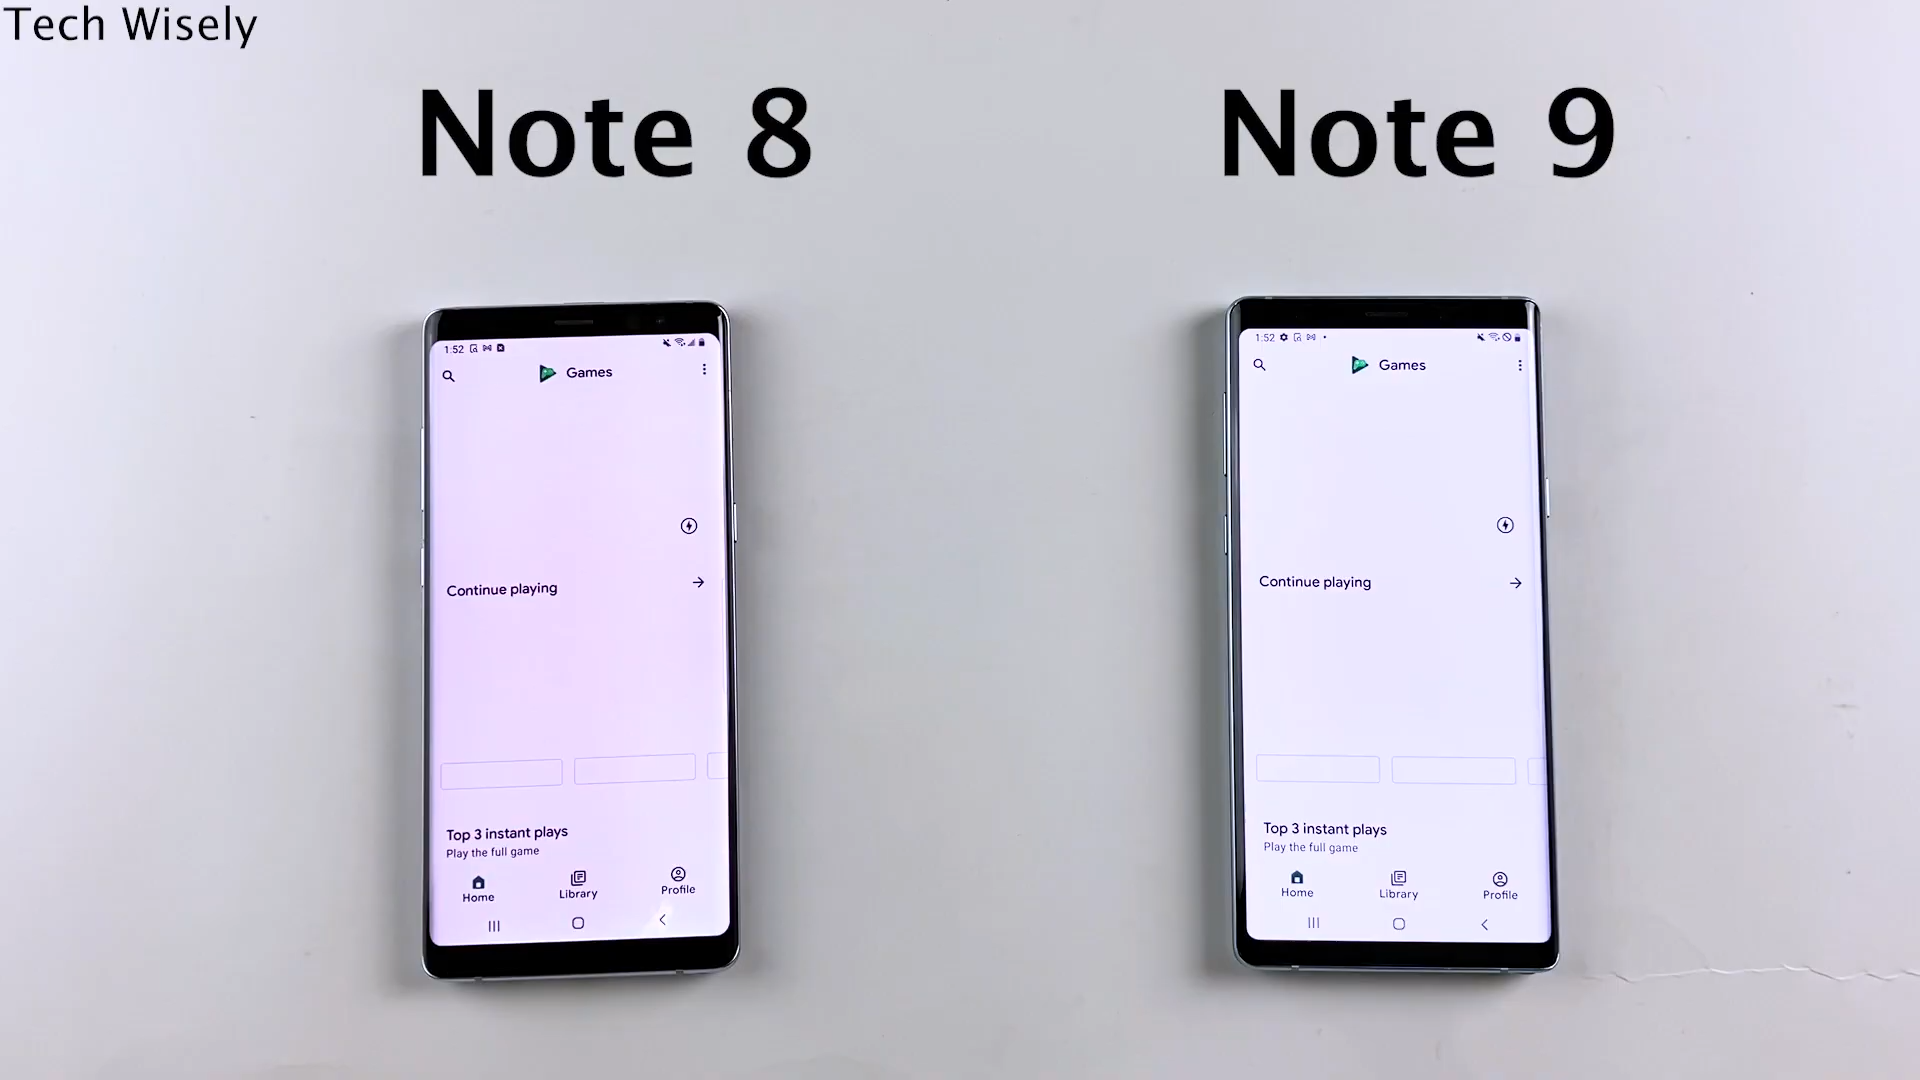 Tech Wisely
Note 8
Note 9
1:52
Games
Continue playing
Top 3 instant plays
Play the full game
Home
Library
Profile
1:52
Games
Continue playing
Top 3 instant plays
Play the full game
Home
Library
Profile